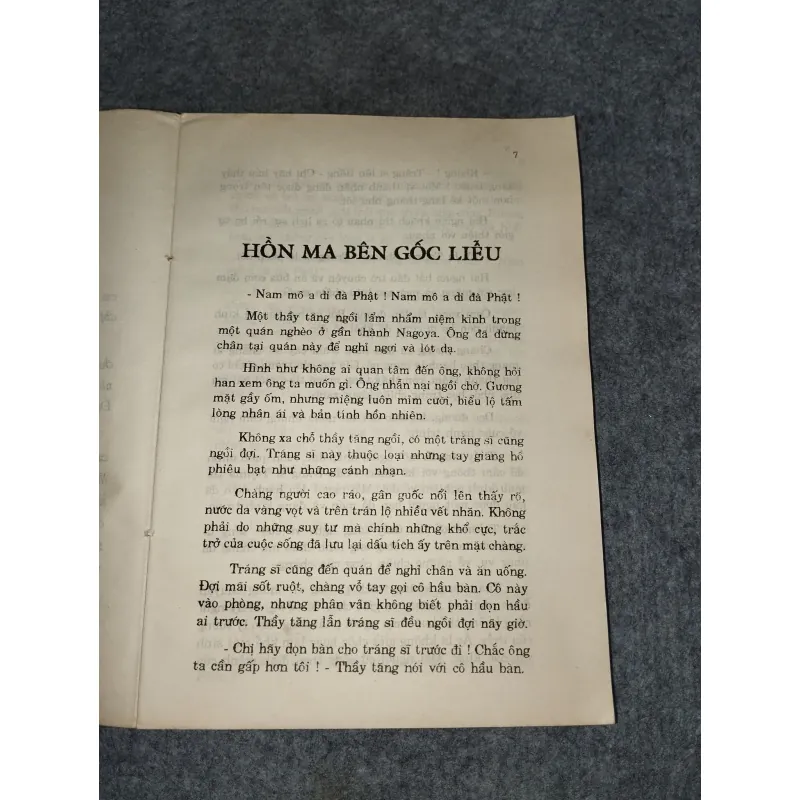 7
HỒN MA BÊN GỐC LIỄU
- Nam mô a di đà Phật ! Nam mô a di đà Phật !
Một thầy tăng ngồi lẩm nhẩm niệm kinh trong
một quán nghèo ở gần thành Nagoya. Ông đã dừng
chân tại quán này để nghỉ ngơi và lót dạ.
Hình như không ai quan tâm đến ông, không hỏi
han xem ông ta muốn gì. Ông nhẫn nại ngồi chờ. Gương
mặt gầy ốm, nhưng miệng luôn mỉm cười, biểu lộ tấm
lòng nhân ái và bản tính hồn nhiên.
Không xa chỗ thầy tăng ngồi, có một tráng sĩ cũng
ngồi đợi. Tráng sĩ này thuộc loại những tay giang hồ
phiêu bạt như những cánh nhạn.
Chàng người cao ráo, gân guốc nổi lên thấy rõ,
nước da vàng vọt và trên trán lộ nhiều vết nhăn. Không
phải do những suy tư mà chính những khổ cực, trắc
trở của cuộc sống đã lưu lại dấu tích ấy trên mặt chàng.
Tráng sĩ cũng đến quán để nghỉ chân và ăn uống.
Đợi mãi sốt ruột, chàng vỗ tay gọi cô hầu bàn. Cô này
vào phòng, nhưng phân vân không biết phải dọn hầu
ai trước. Thầy tăng lẫn tráng sĩ đều ngồi đợi nãy giờ.
- Chị hãy dọn bàn cho tráng sĩ trước đi ! Chắc ông
ta cần gấp hơn tôi ! - Thầy tăng nói với cô hầu bàn.